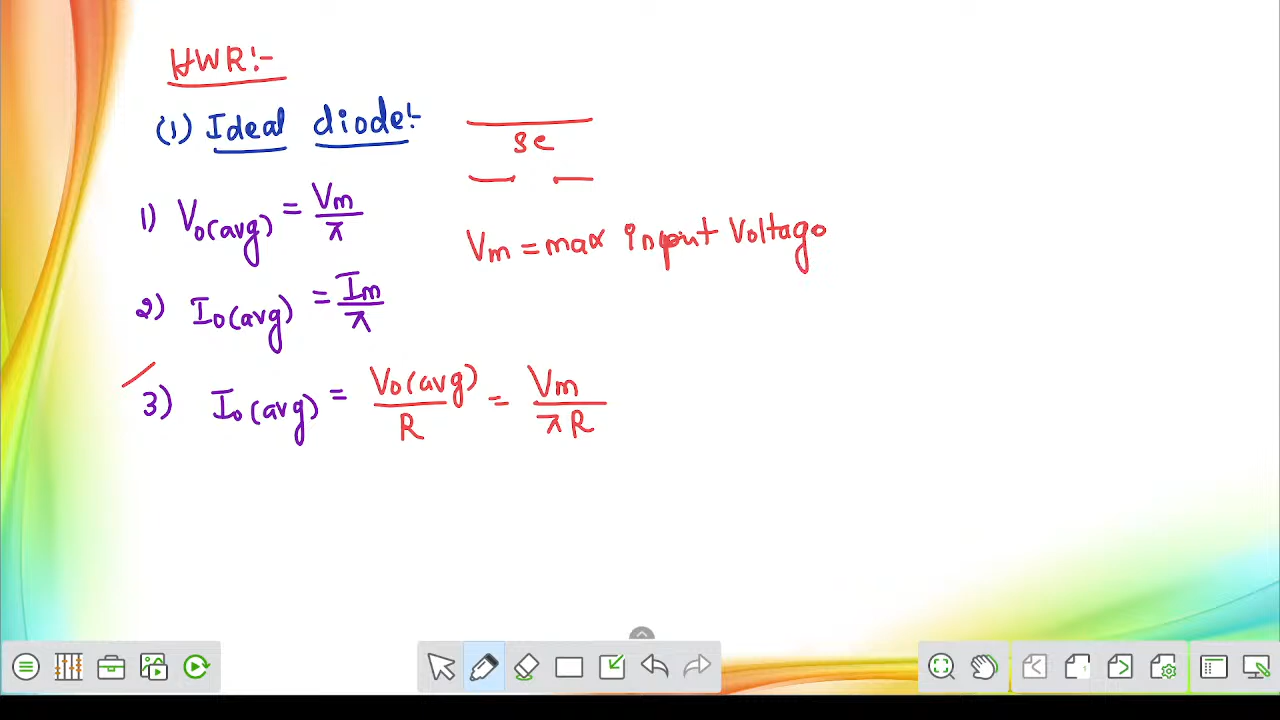 HWR:-
(1) Ideal diode:-
sc
1) Vo(avg) = Vm/π
Vm = max input Voltage
2) Io(avg) = Im/π
3) Io(avg) = Vo(avg)/R = Vm/πR